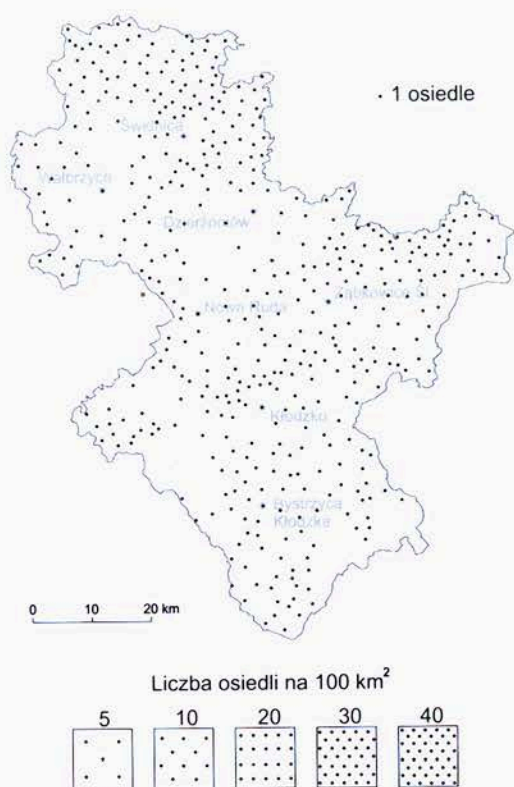 1 osiedle
Świdnica
Wałbrzych
Dzierżoniów
Nowa Ruda
Ząbkowice Śl.
Kłodzko
Bystrzyca
Kłodzka
0 10 20 km
Liczba osiedli na 100 km²
5 10 20 30 40